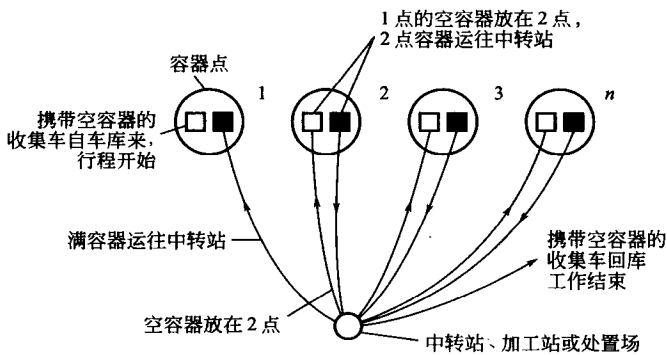 1点的空容器放在2点，
2点容器运往中转站
容器点
1
2
3
n
携带空容器的
收集车自车库来，
行程开始
满容器运往中转站
携带空容器的
收集车回库
工作结束
空容器放在2点
中转站、加工站或处置场